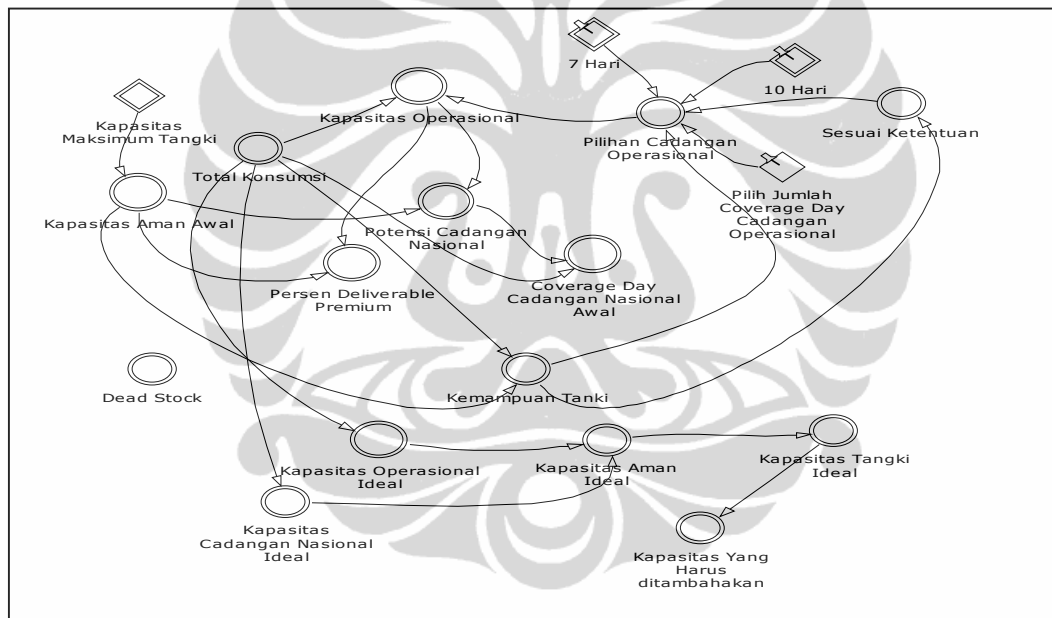 7 Hari
10 Hari
Kapasitas
Maksimum Tangki
Kapasitas Operasional
Pilihan Cadangan
Operasional
Sesuai Ketentuan
Total Konsumsi
Kapasitas Aman Awal
Potensi Cadangan
Nasional
Pilih Jumlah
Coverage Day
Cadangan
Operasional
Persen Deliverable
Premium
Coverage Day
Cadangan Nasional
Awal
Dead Stock
Kemampuan Tanki
Kapasitas Operasional
Ideal
Kapasitas Aman
Ideal
Kapasitas Tangki
Ideal
Kapasitas
Cadangan Nasional
Ideal
Kapasitas Yang
Harus
ditambahakan